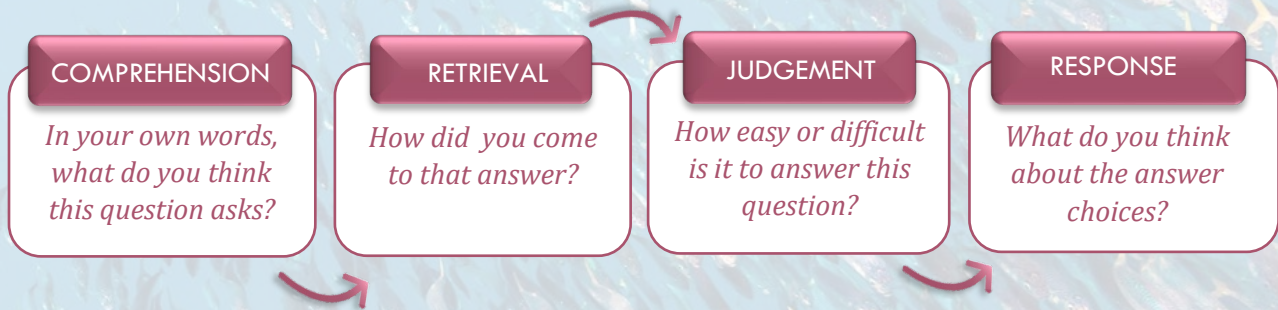 COMPREHENSION
In your own words,
what do you think
this question asks?
RETRIEVAL
How did you come
to that answer?
JUDGEMENT
How easy or difficult
is it to answer this
question?
RESPONSE
What do you think
about the answer
choices?